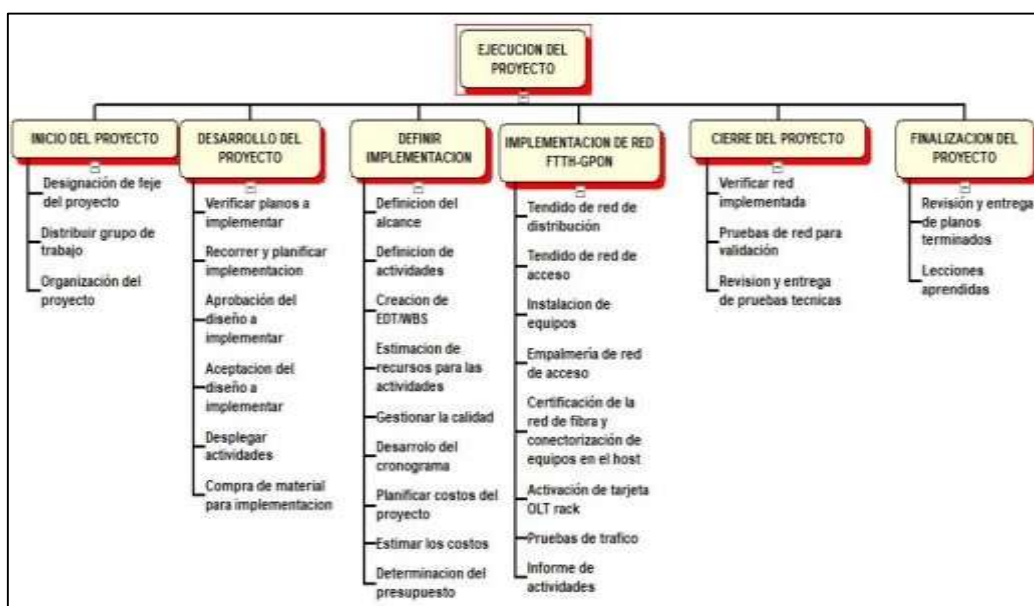 EJECUCION DEL
PROYECTO
INICIO DEL PROYECTO
Designación de feje
del proyecto
Distribuir grupo de
trabajo
Organización del
proyecto
DESARROLLO DEL
PROYECTO
Verificar planos a
implementar
Recorrer y planificar
implementacion
Aprobación del
diseño a
implementar
Aceptacion del
diseño a
implementar
Desplegar
actividades
Compra de material
para implementacion
DEFINIR
IMPLEMENTACION
Definicion del
alcance
Definicion de
actividades
Creacion de
EDT/WBS
Estimacion de
recursos para las
actividades
Gestionar la calidad
Desarrolo del
cronograma
Planificar costos del
proyecto
Estimar los costos
Determinacion del
presupuesto
IMPLEMENTACION DE RED
FTTH-GPON
Tendido de red de
distribución
Tendido de red de
acceso
Instalacion de
equipos
Empalmería de red
de acceso
Certificación de la
red de fibra y
conectorización de
equipos en el host
Activación de tarjeta
OLT rack
Pruebas de trafico
Informe de
actividades
CIERRE DEL PROYECTO
Verificar red
implementada
Pruebas de red para
validación
Revision y entrega
de pruebas tecnicas
FINALIZACION DEL
PROYECTO
Revisión y entrega
de planos
terminados
Lecciones
aprendidas